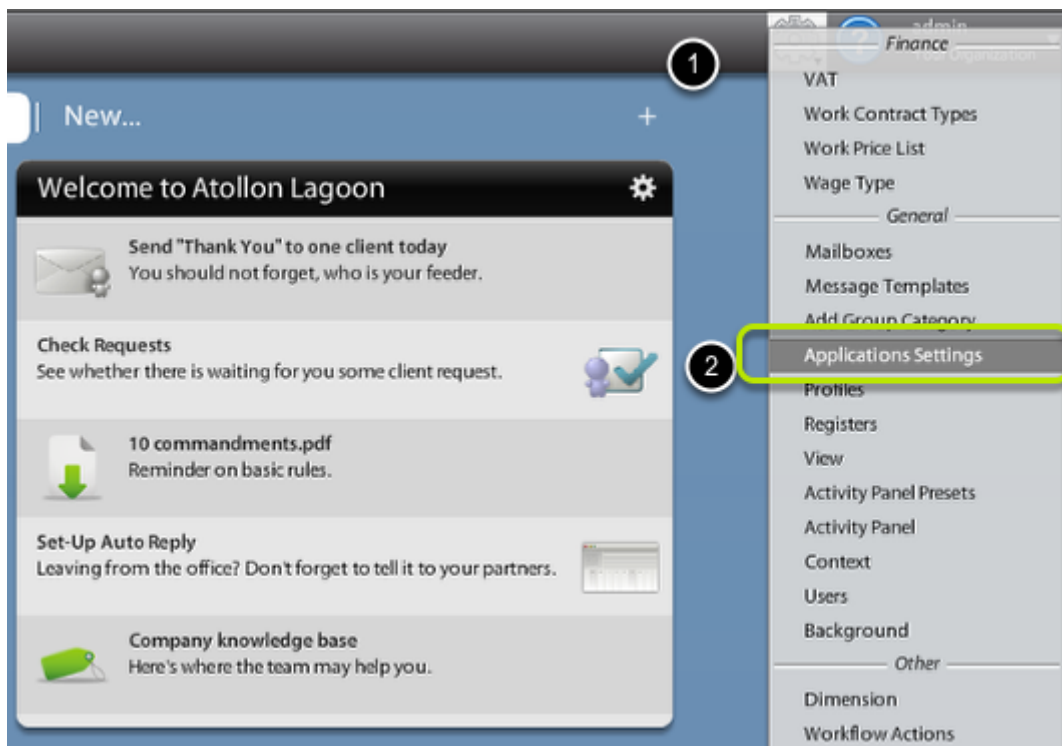 admin
Your Organization
1
Finance
VAT
Work Contract Types
Work Price List
Wage Type
General
Mailboxes
Message Templates
Add Group Category
2
Applications Settings
Profiles
Registers
View
Activity Panel Presets
Activity Panel
Context
Users
Background
Other
Dimension
Workflow Actions
New...
+
Welcome to Atollon Lagoon
Send "Thank You" to one client today
You should not forget, who is your feeder.
Check Requests
See whether there is waiting for you some client request.
10 commandments.pdf
Reminder on basic rules.
Set-Up Auto Reply
Leaving from the office? Don't forget to tell it to your partners.
Company knowledge base
Here's where the team may help you.